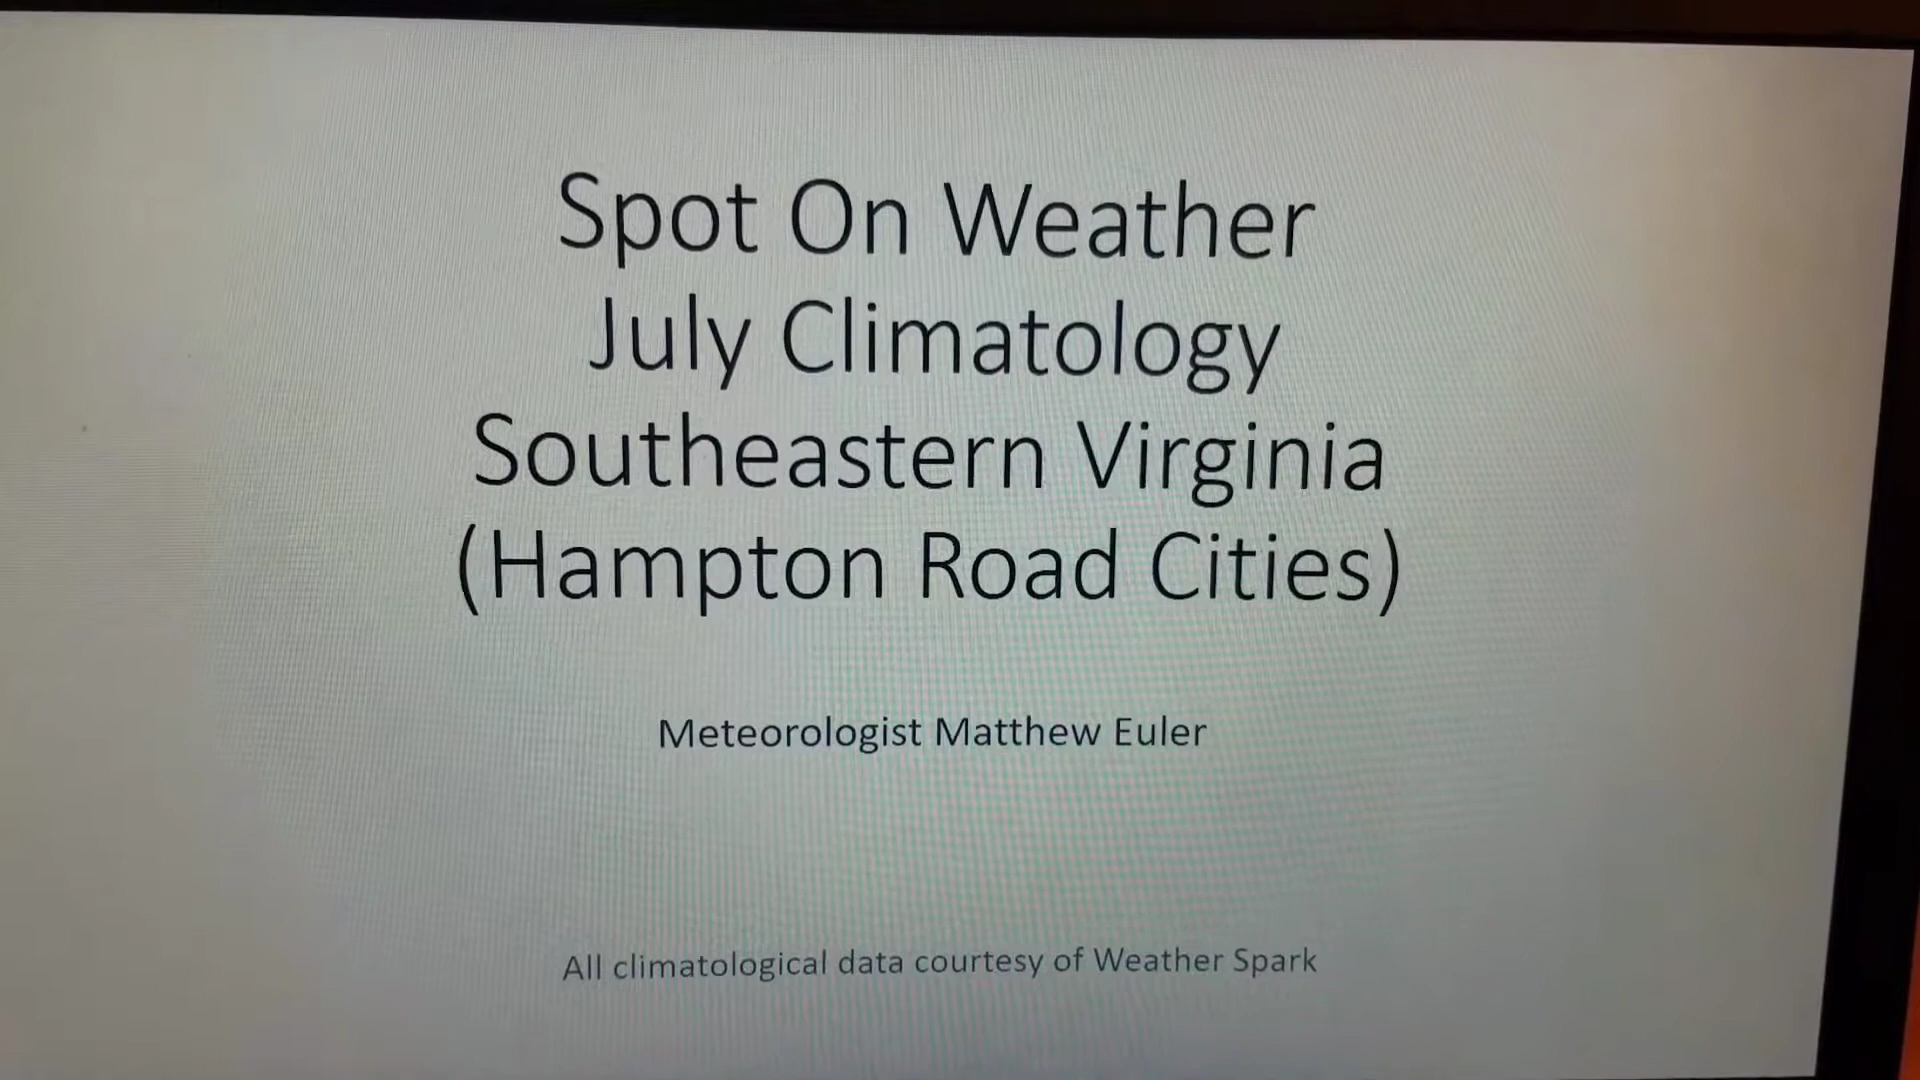 Spot On Weather
July Climatology
Southeastern Virginia
(Hampton Road Cities)
Meteorologist Matthew Euler
All climatological data courtesy of Weather Spark